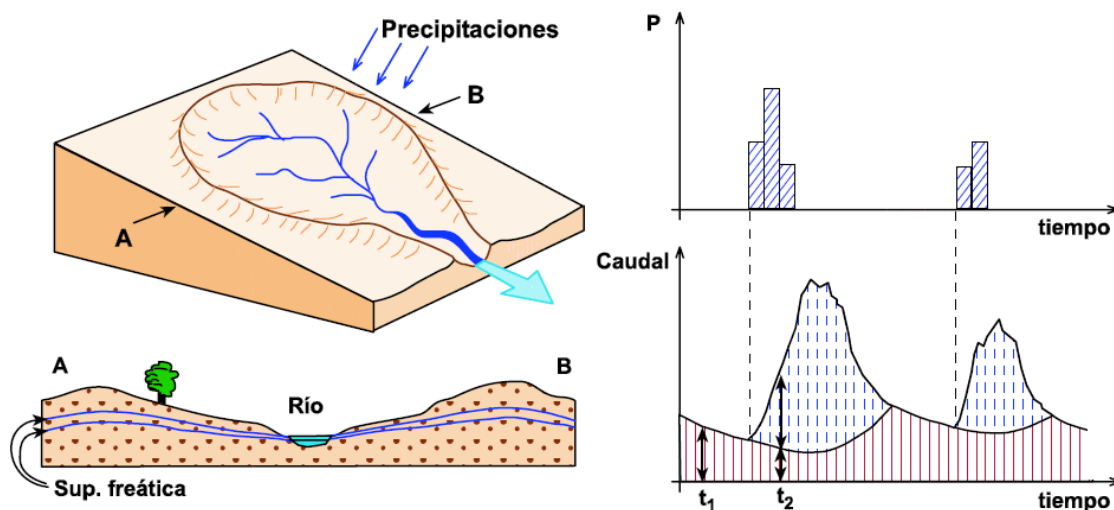 Precipitaciones
B
A
A
B
Río
Sup. freática
P
tiempo
Caudal
t1
t2
tiempo